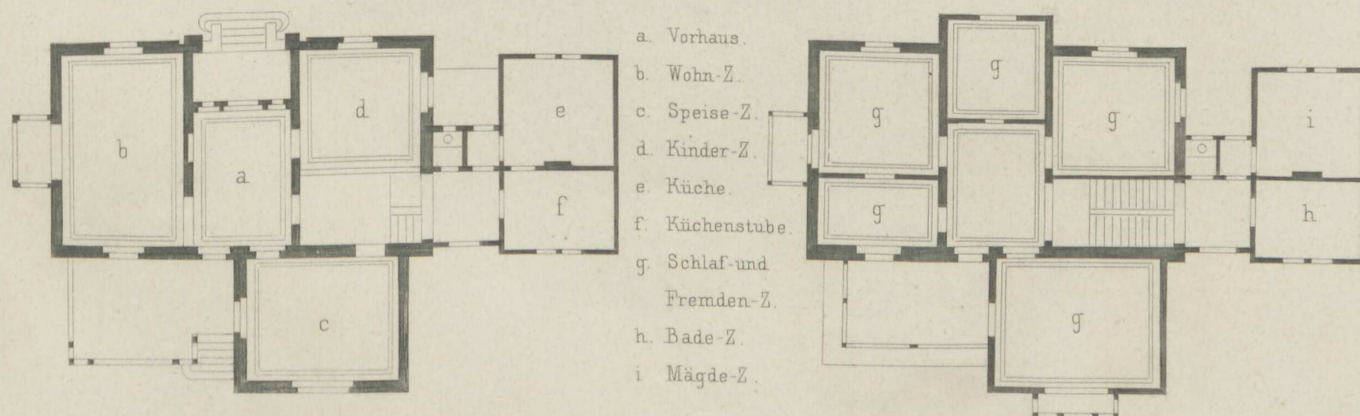 b
a
d
c
e
f
a. Vorhaus.
b. Wohn-Z.
c. Speise-Z.
d. Kinder-Z.
e. Küche.
f. Küchenstube.
g. Schlaf-und
Fremden-Z.
h. Bade-Z.
i Mägde-Z.
g
g
g
g
g
i
h